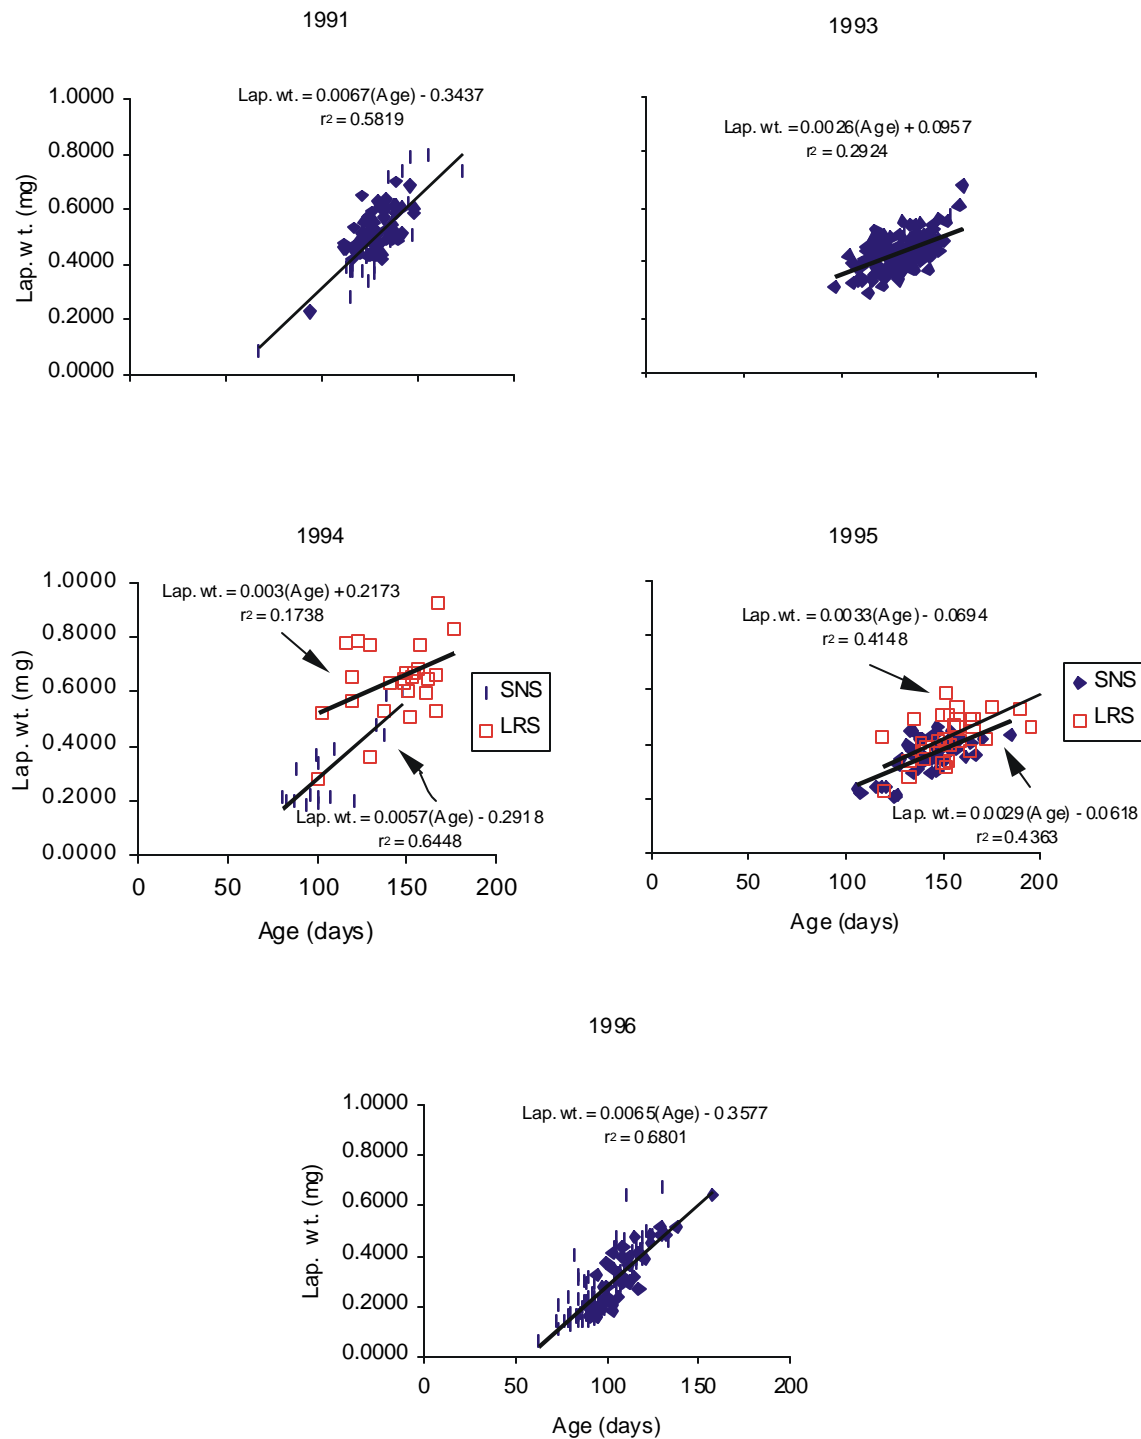 1991
Lap. wt. = 0.0067(Age) - 0.3437
r2 = 0.5819
Lap. w t. (mg)
1.0000
0.8000
0.6000
0.4000
0.2000
0.0000
1993
Lap. wt. = 0.0026(Age) + 0.0957
r2 = 0.2924
1994
Lap. wt. = 0.003(Age) + 0.2173
r2 = 0.1738
Lap. wt. (mg)
1.0000
0.8000
0.6000
0.4000
0.2000
0.0000
SNS
LRS
Lap. wt. = 0.0057(Age) - 0.2918
r2 = 0.6448
0 50 100 150 200
Age (days)
1995
Lap. wt. = 0.0033(Age) - 0.0694
r2 = 0.4148
SNS
LRS
Lap. wt. = 0.0029(Age) - 0.0618
r2 = 0.4363
0 50 100 150 200
Age (days)
1996
Lap. wt. = 0.0065(Age) - 0.3577
r2 = 0.6801
Lap. wt. (mg)
1.0000
0.8000
0.6000
0.4000
0.2000
0.0000
0 50 100 150 200
Age (days)